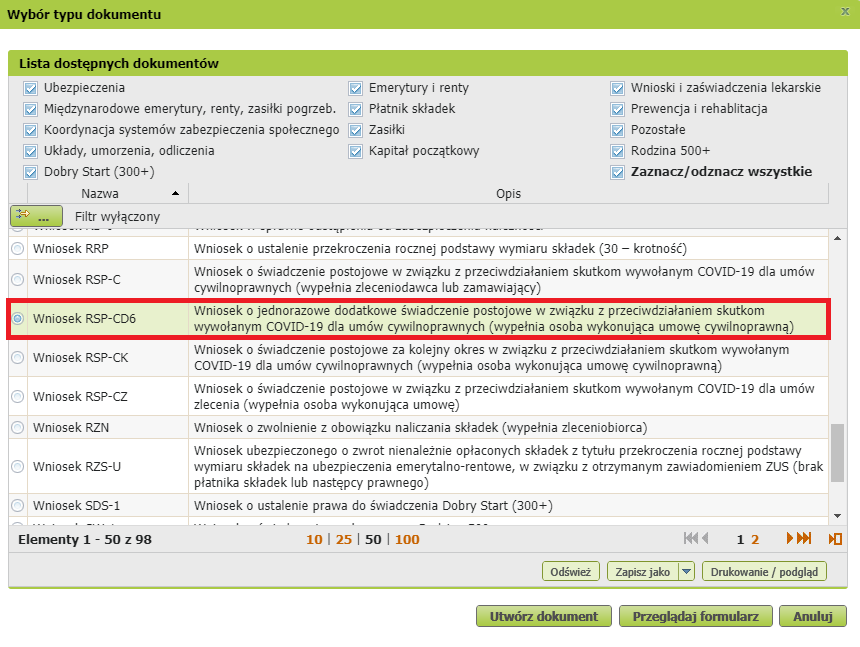 Wybór typu dokumentu
x
Lista dostępnych dokumentów
Ubezpieczenia
Emerytury i renty
Wnioski i zaświadczenia lekarskie
Międzynarodowe emerytury, renty, zasiłki pogrzeb.
Płatnik składek
Prewencja i rehablitacja
Koordynacja systemów zabezpieczenia społecznego
Zasiłki
Pozostałe
Układy, umorzenia, odliczenia
Kapitał początkowy
Rodzina 500+
Dobry Start (300+)
Zaznacz/odznacz wszystkie
Nazwa
Opis
...
Filtr wyłączony
Wniosek RRP
Wniosek o ustalenie przekroczenia rocznej podstawy wymiaru składek (30 – krotność)
Wniosek RSP-C
Wniosek o świadczenie postojowe w związku z przeciwdziałaniem skutkom wywołanym COVID-19 dla umów
cywilnoprawnych (wypełnia zleceniodawca lub zamawiający)
Wniosek RSP-CD6
Wniosek o jednorazowe dodatkowe świadczenie postojowe w związku z przeciwdziałaniem skutkom
wywołanym COVID-19 dla umów cywilnoprawnych (wypełnia osoba wykonująca umowę cywilnoprawną)
Wniosek RSP-CK
Wniosek o świadczenie postojowe za kolejny okres w związku z przeciwdziałaniem skutkom wywołanym
COVID-19 dla umów cywilnoprawnych (wypełnia osoba wykonująca umowę cywilnoprawną)
Wniosek RSP-CZ
Wniosek o świadczenie postojowe w związku z przeciwdziałaniem skutkom wywołanym COVID-19 dla umów
zlecenia (wypełnia osoba wykonująca umowę)
Wniosek RZN
Wniosek o zwolnienie z obowiązku naliczania składek (wypełnia zleceniobiorca)
Wniosek RZS-U
Wniosek ubezpieczonego o zwrot nienależnie opłaconych składek z tytułu przekroczenia rocznej podstawy
wymiaru składek na ubezpieczenia emerytalno-rentowe, w związku z otrzymanym zawiadomieniem ZUS (brak
płatnika składek lub następcy prawnego)
Wniosek SDS-1
Wniosek o ustalenie prawa do świadczenia Dobry Start (300+)
Elementy 1 - 50 z 98
10 | 25 | 50 | 100
1 2
Odśwież
Zapisz jako
Drukowanie / podgląd
Utwórz dokument
Przeglądaj formularz
Anuluj